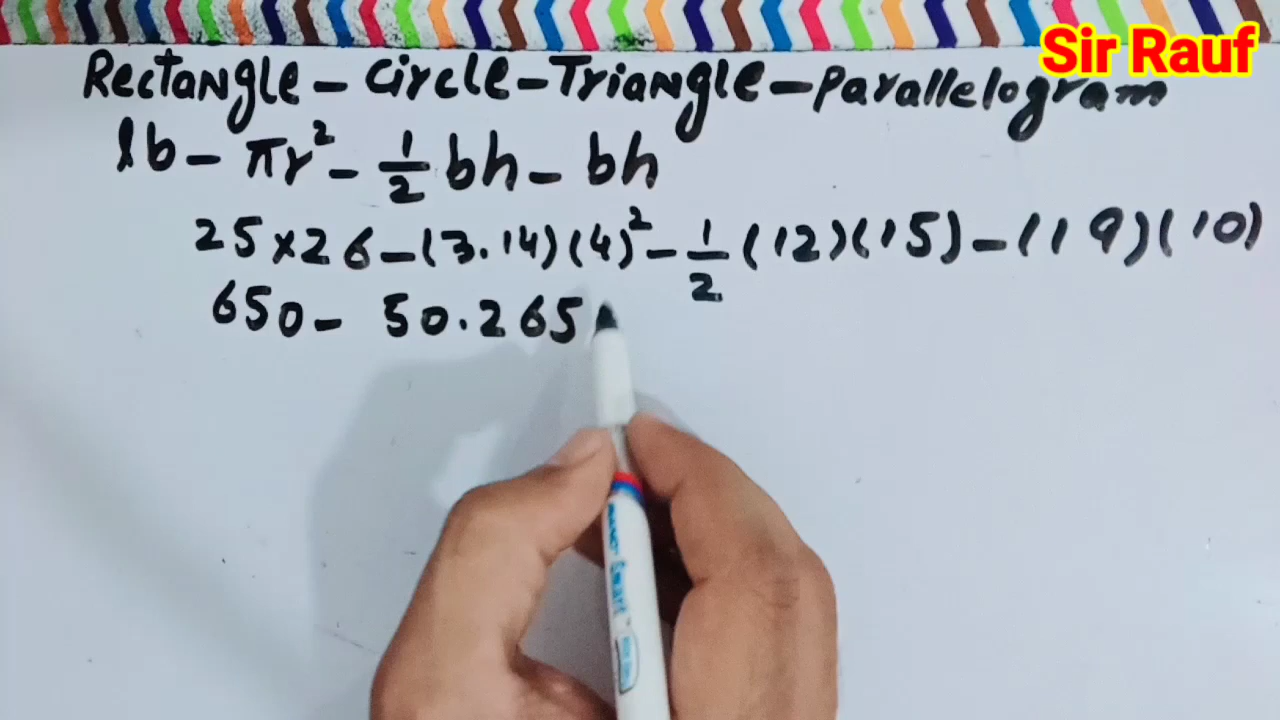 Sir Rauf
Rectangle - Circle - Triangle - Parallelogram
lb - πr² - 1/2 bh - bh
25×26 - (3.14)(4)² - 1/2 (12)(15) - (19)(10)
650 - 50.265